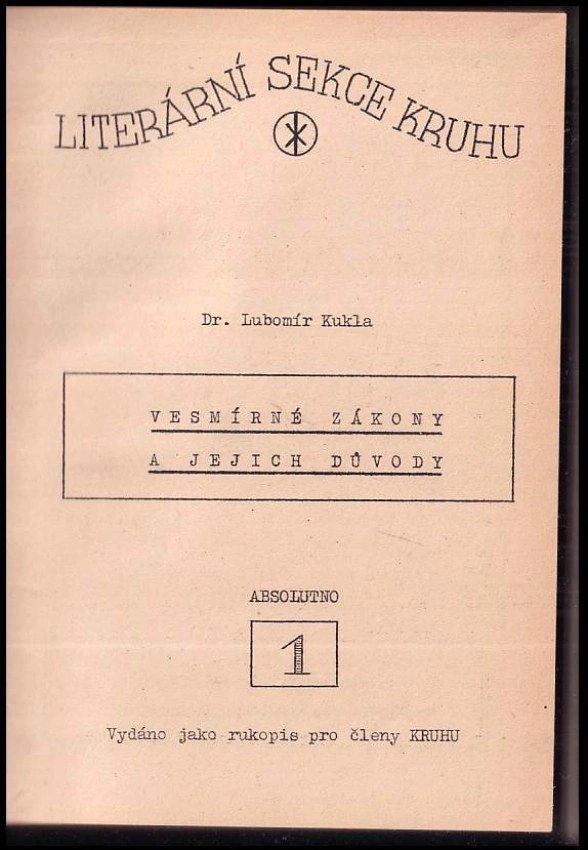 LITERÁRNÍ SEKCE KRUHU
Dr. Lubomír Kukla
VESMÍRNÉ ZÁKONY
A JEJICH DŮVODY
ABSOLUTNO
1
Vydáno jako rukopis pro členy KRUHU